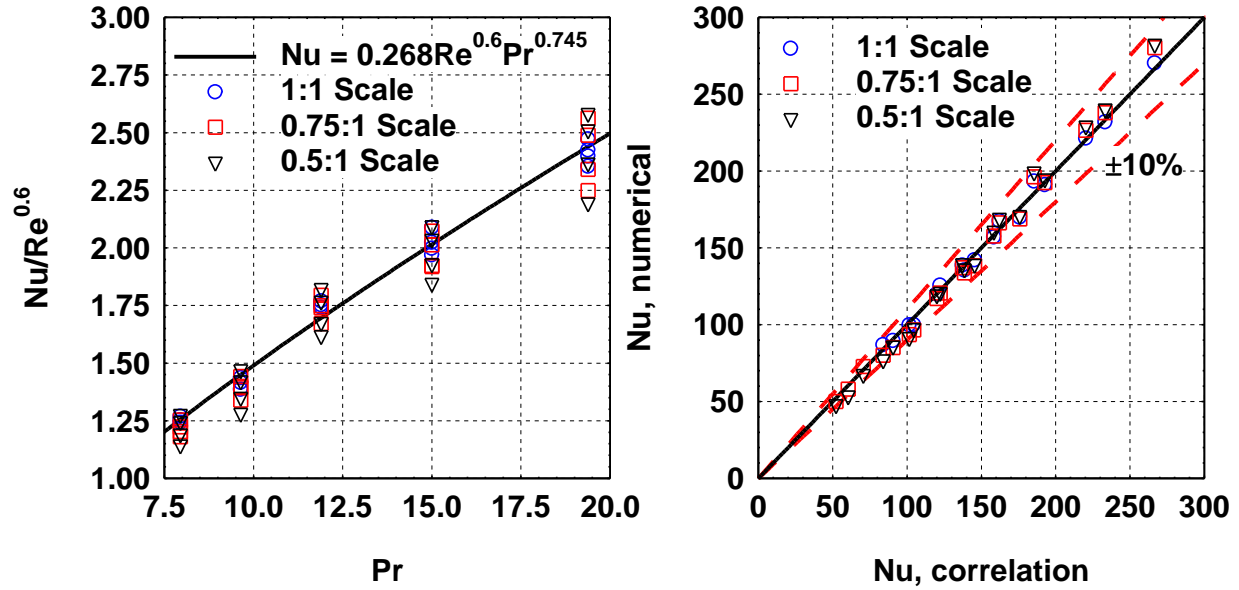 Nu/Re^0.6
2.75
2.50
2.25
2.00
1.75
1.50
1.25
1.00
Nu = 0.268Re^0.6Pr^0.745
1:1 Scale
0.75:1 Scale
0.5:1 Scale
7.5 10.0 12.5 15.0 17.5 20.0
Pr
Nu, numerical
300
250
200
150
100
50
0
1:1 Scale
0.75:1 Scale
0.5:1 Scale
±10%
0 50 100 150 200 250 300
Nu, correlation